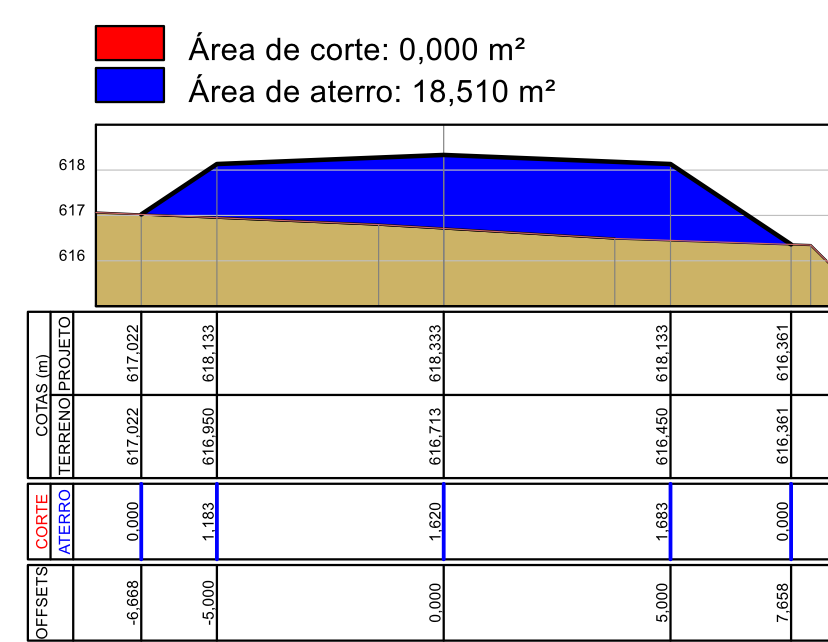 Área de corte: 0,000 m²
Área de aterro: 18,510 m²
618
617
616
COTAS (m)
PROJETO
617,022
618,133
618,333
618,133
616,361
TERRENO
617,022
616,950
616,713
616,450
616,361
CORTE
ATERRO
0,000
1,183
1,620
1,683
0,000
OFFSETS
-6,668
-5,000
0,000
5,000
7,658